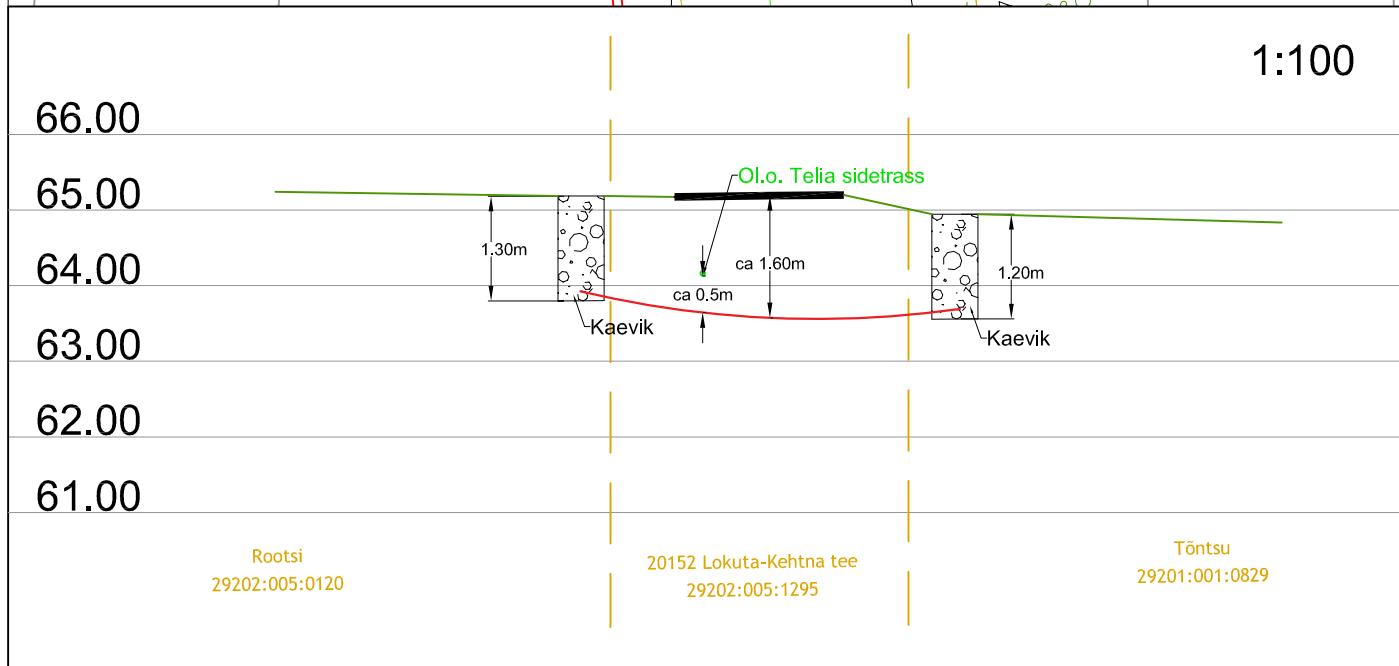 1:100
66.00
65.00
64.00
63.00
62.00
61.00
Ol.o. Telia sidetrass
1.30m
ca 1.60m
ca 0.5m
1.20m
Kaevik
Kaevik
Rootsi
29202:005:0120
20152 Lokuta-Kehtna tee
29202:005:1295
Tõntsu
29201:001:0829